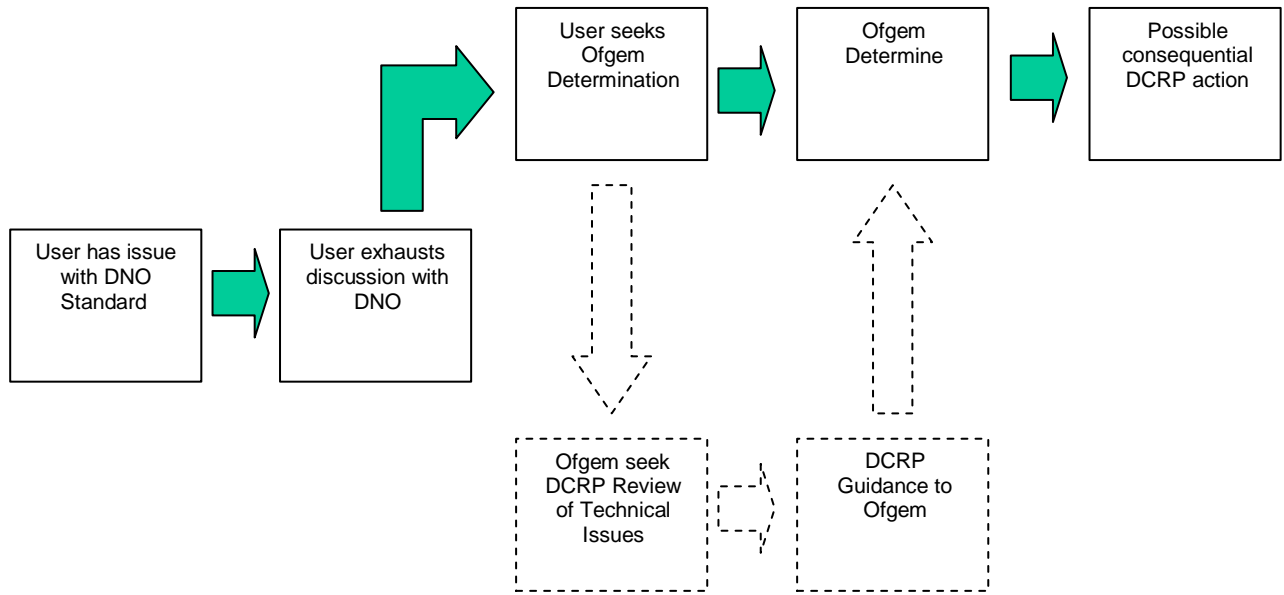 User seeks
Ofgem
Determination
Ofgem
Determine
Possible
consequential
DCRP action
User has issue
with DNO
Standard
User exhausts
discussion with
DNO
Ofgem seek
DCRP Review
of Technical
Issues
DCRP
Guidance to
Ofgem